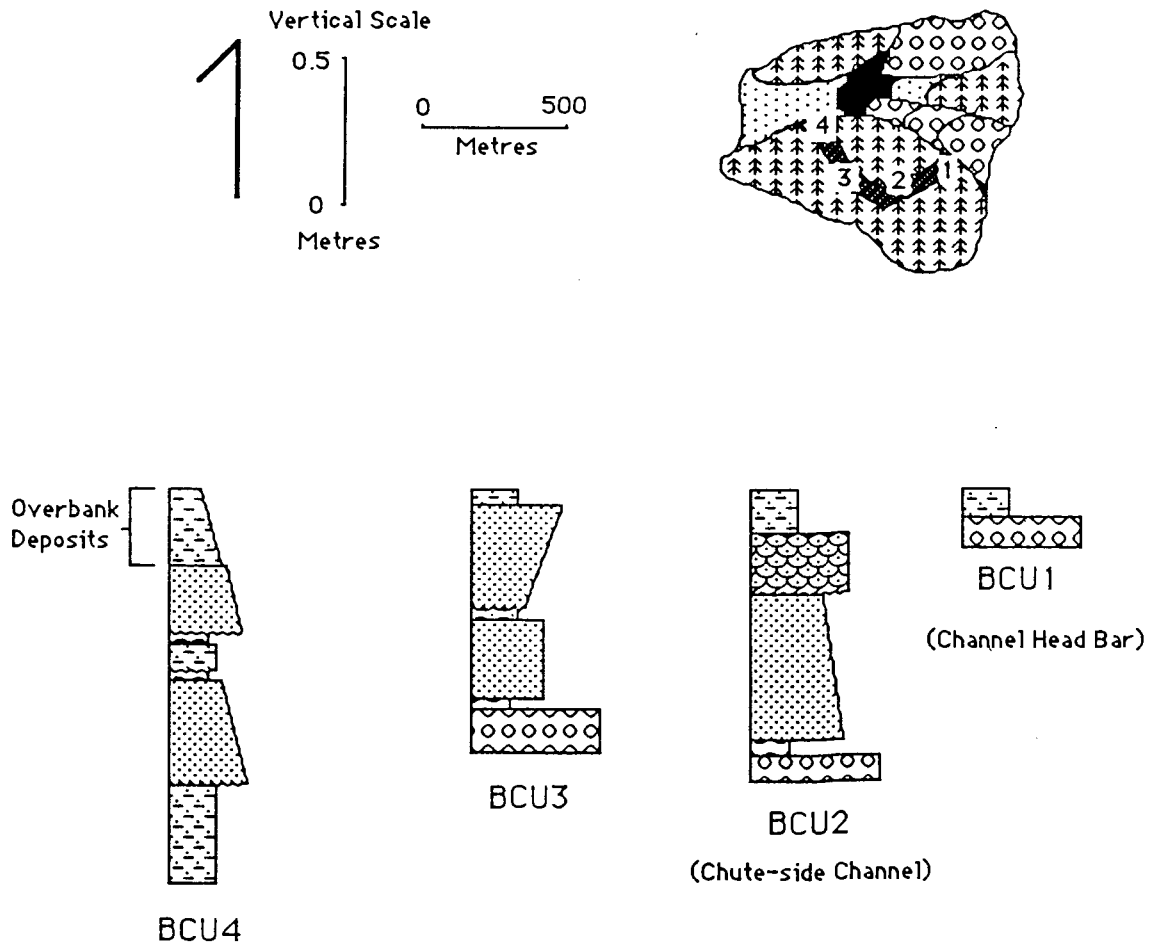 Vertical Scale
0.5
0
Metres
0 500
Metres
4
3 2 1
Overbank
Deposits
BCU4
BCU3
BCU2
(Chute-side Channel)
BCU1
(Channel Head Bar)